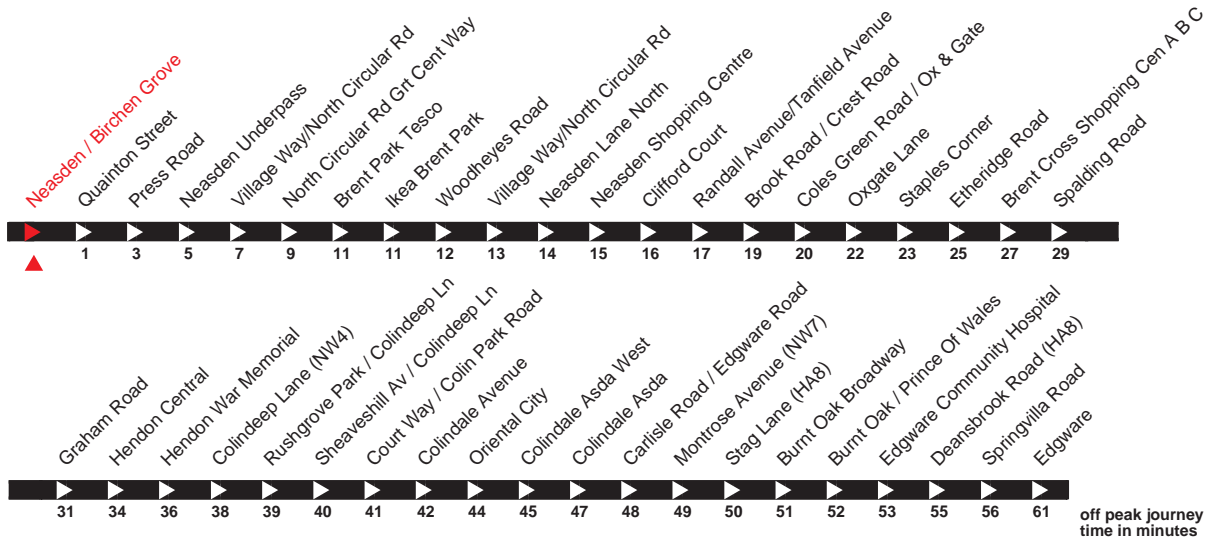 Neasden / Birchen Grove
Quainton Street
Press Road
Neasden Underpass
Village Way/North Circular Rd
North Circular Rd Grt Cent Way
Brent Park Tesco
Ikea Brent Park
Woodheyes Road
Village Way/North Circular Rd
Neasden Lane North
Neasden Shopping Centre
Clifford Court
Randall Avenue/Tanfield Avenue
Brook Road / Crest Road
Coles Green Road / Ox & Gate
Oxgate Lane
Staples Corner
Etheridge Road
Brent Cross Shopping Cen A B C
Spalding Road
1 3 5 7 9 11 11 12 13 14 15 16 17 19 20 22 23 25 27 29
Graham Road
Hendon Central
Hendon War Memorial
Colindeep Lane (NW4)
Rushgrove Park / Colindeep Ln
Sheaveshill Av / Colindeep Ln
Court Way / Colin Park Road
Colindale Avenue
Oriental City
Colindale Asda West
Colindale Asda
Carlisle Road / Edgware Road
Montrose Avenue (NW7)
Stag Lane (HA8)
Burnt Oak Broadway
Burnt Oak / Prince Of Wales
Edgware Community Hospital
Deansbrook Road (HA8)
Springvilla Road
Edgware
31 34 36 38 39 40 41 42 44 45 47 48 49 50 51 52 53 55 56 61
off peak journey
time in minutes